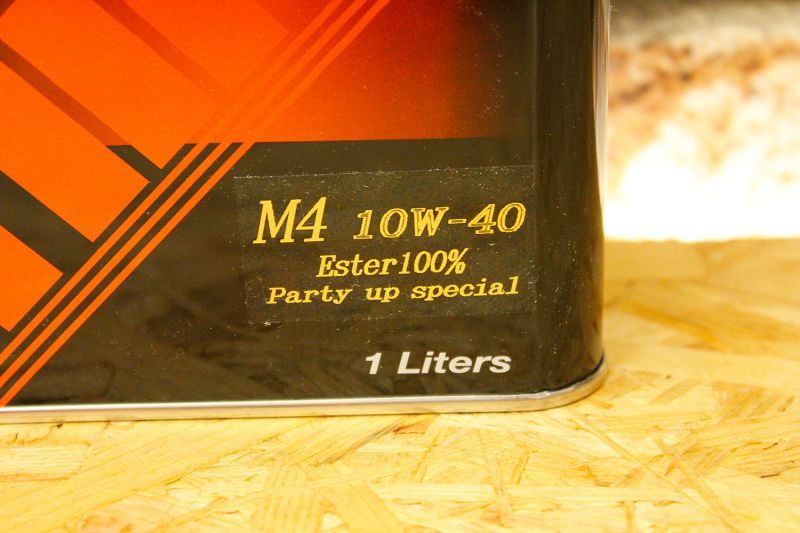 M4 10W-40
Ester100%
Party up special
1 Liters